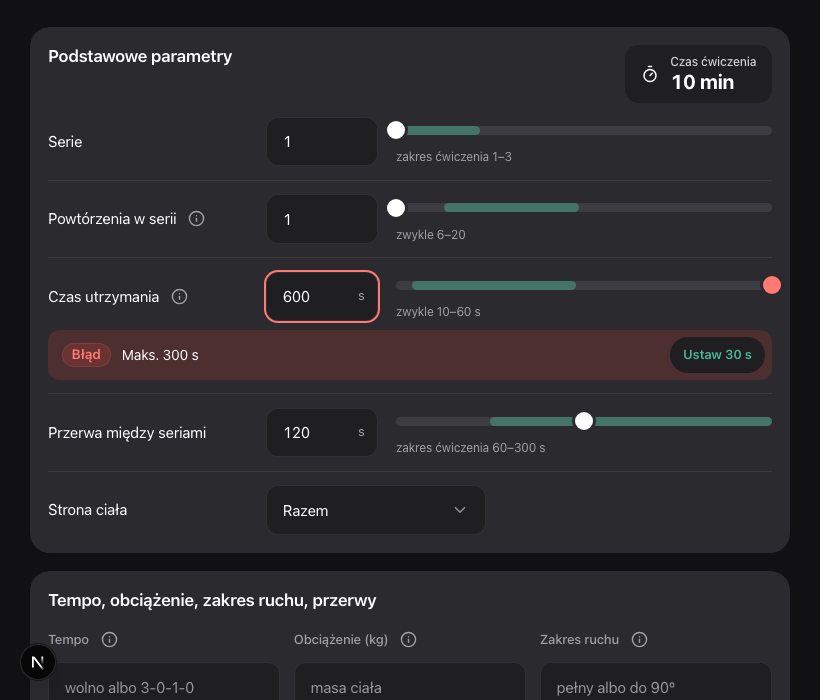 Podstawowe parametry
Czas ćwiczenia
10 min
Serie
1
zakres ćwiczenia 1–3
Powtórzenia w serii
1
zwykle 6–20
Czas utrzymania
600 s
zwykle 10–60 s
Błąd Maks. 300 s Ustaw 30 s
Przerwa między seriami
120 s
zakres ćwiczenia 60–300 s
Strona ciała
Razem
Tempo, obciążenie, zakres ruchu, przerwy
Tempo Obciążenie (kg) Zakres ruchu
N
wolno albo 3-0-1-0 masa ciała pełny albo do 90°